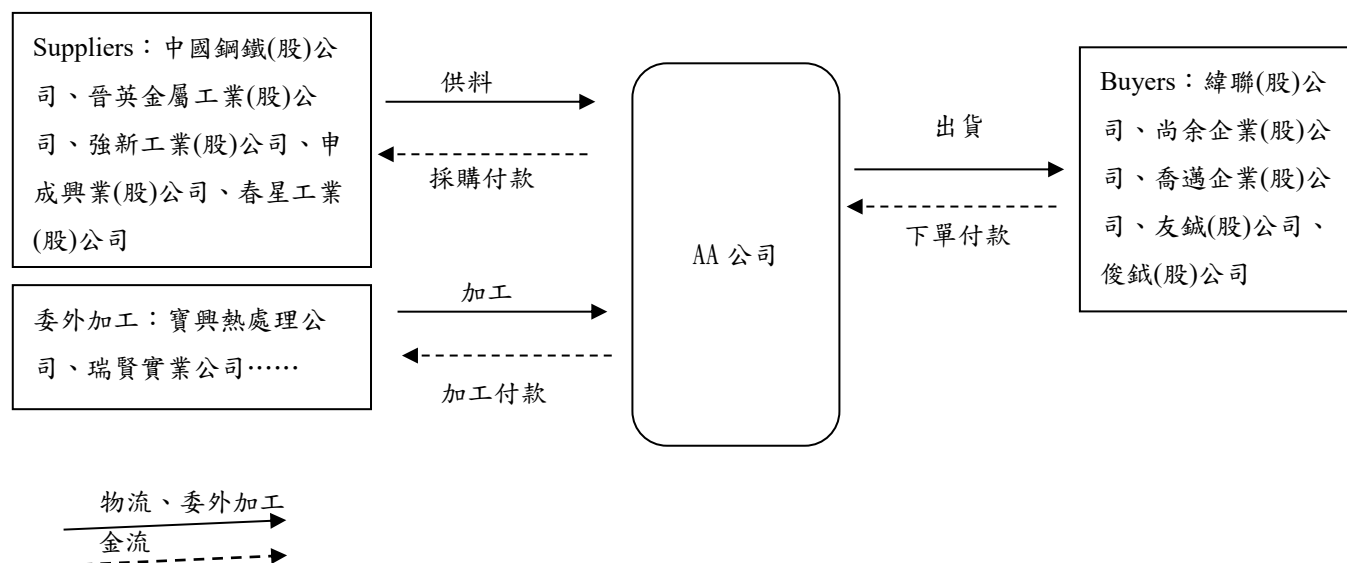 Suppliers：中國鋼鐵(股)公
司、晉英金屬工業(股)公
司、強新工業(股)公司、申
成興業(股)公司、春星工業
(股)公司
供料
採購付款
委外加工：寶興熱處理公
司、瑞賢實業公司……
加工
加工付款
AA 公司
出貨
下單付款
Buyers：緯聯(股)公
司、尚余企業(股)公
司、喬邁企業(股)公
司、友鋮(股)公司、
俊鉞(股)公司
物流、委外加工
金流